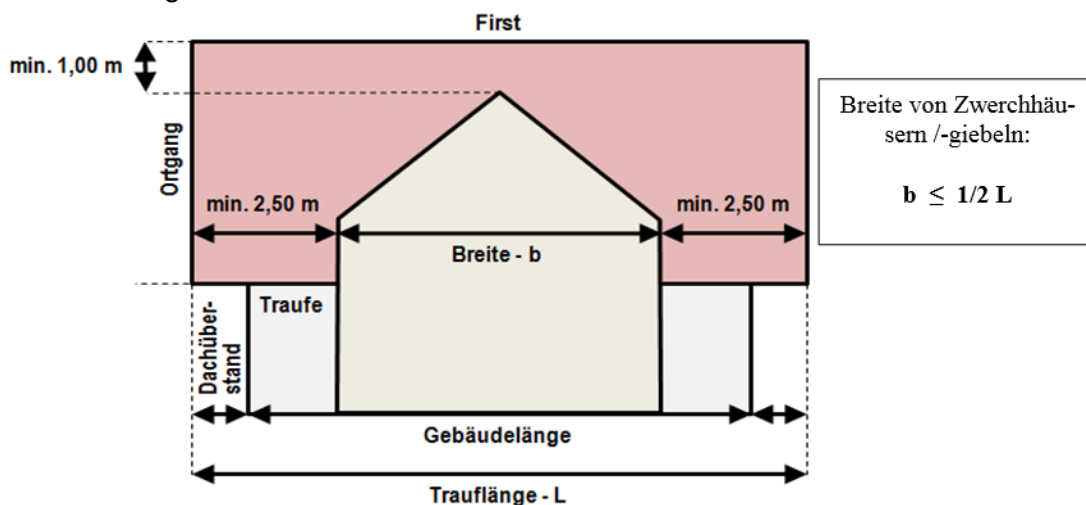 First
min. 1,00 m
Ortgang
min. 2,50 m
min. 2,50 m
Breite - b
Traufe
Dachüber-
stand
Gebäudelänge
Trauflänge - L
Breite von Zwerchhäu-
sern /-giebeln:
b ≤ 1/2 L